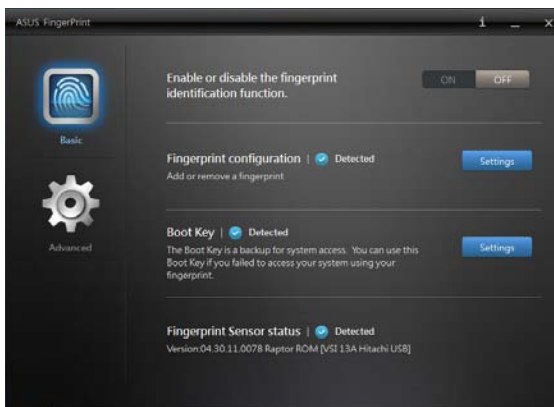 ASUS FingerPrint
i
Basic
Advanced
Enable or disable the fingerprint
identification function.
ON OFF
Fingerprint configuration | Detected
Add or remove a fingerprint
Settings
Boot Key | Detected
The Boot Key is a backup for system access. You can use this
Boot Key if you failed to access your system using your
fingerprint.
Settings
Fingerprint Sensor status | Detected
Version:04.30.11.0078 Raptor ROM [VSI 13A Hitachi USB]